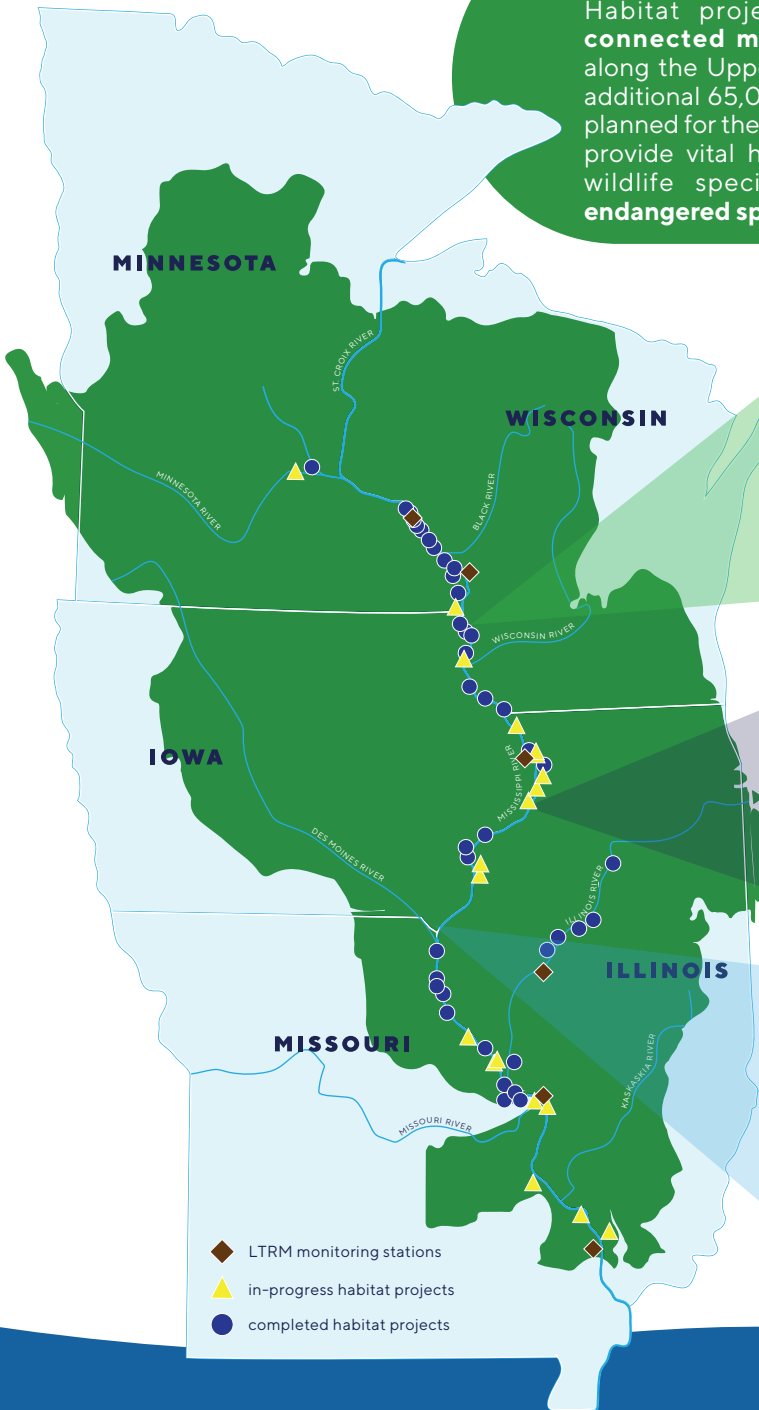 Habitat proje
connected m
along the Upp
additional 65,0
planned for the
provide vital h
wildlife speci
endangered sp
MINNESOTA
ST. CROIX RIVER
WISCONSIN
MINNESOTA RIVER
BLACK RIVER
WISCONSIN RIVER
IOWA
MISSISSIPPI RIVER
DES MOINES RIVER
ILLINOIS RIVER
ILLINOIS
MISSOURI
KASKASKIA RIVER
MISSOURI RIVER
LTRM monitoring stations
in-progress habitat projects
completed habitat projects